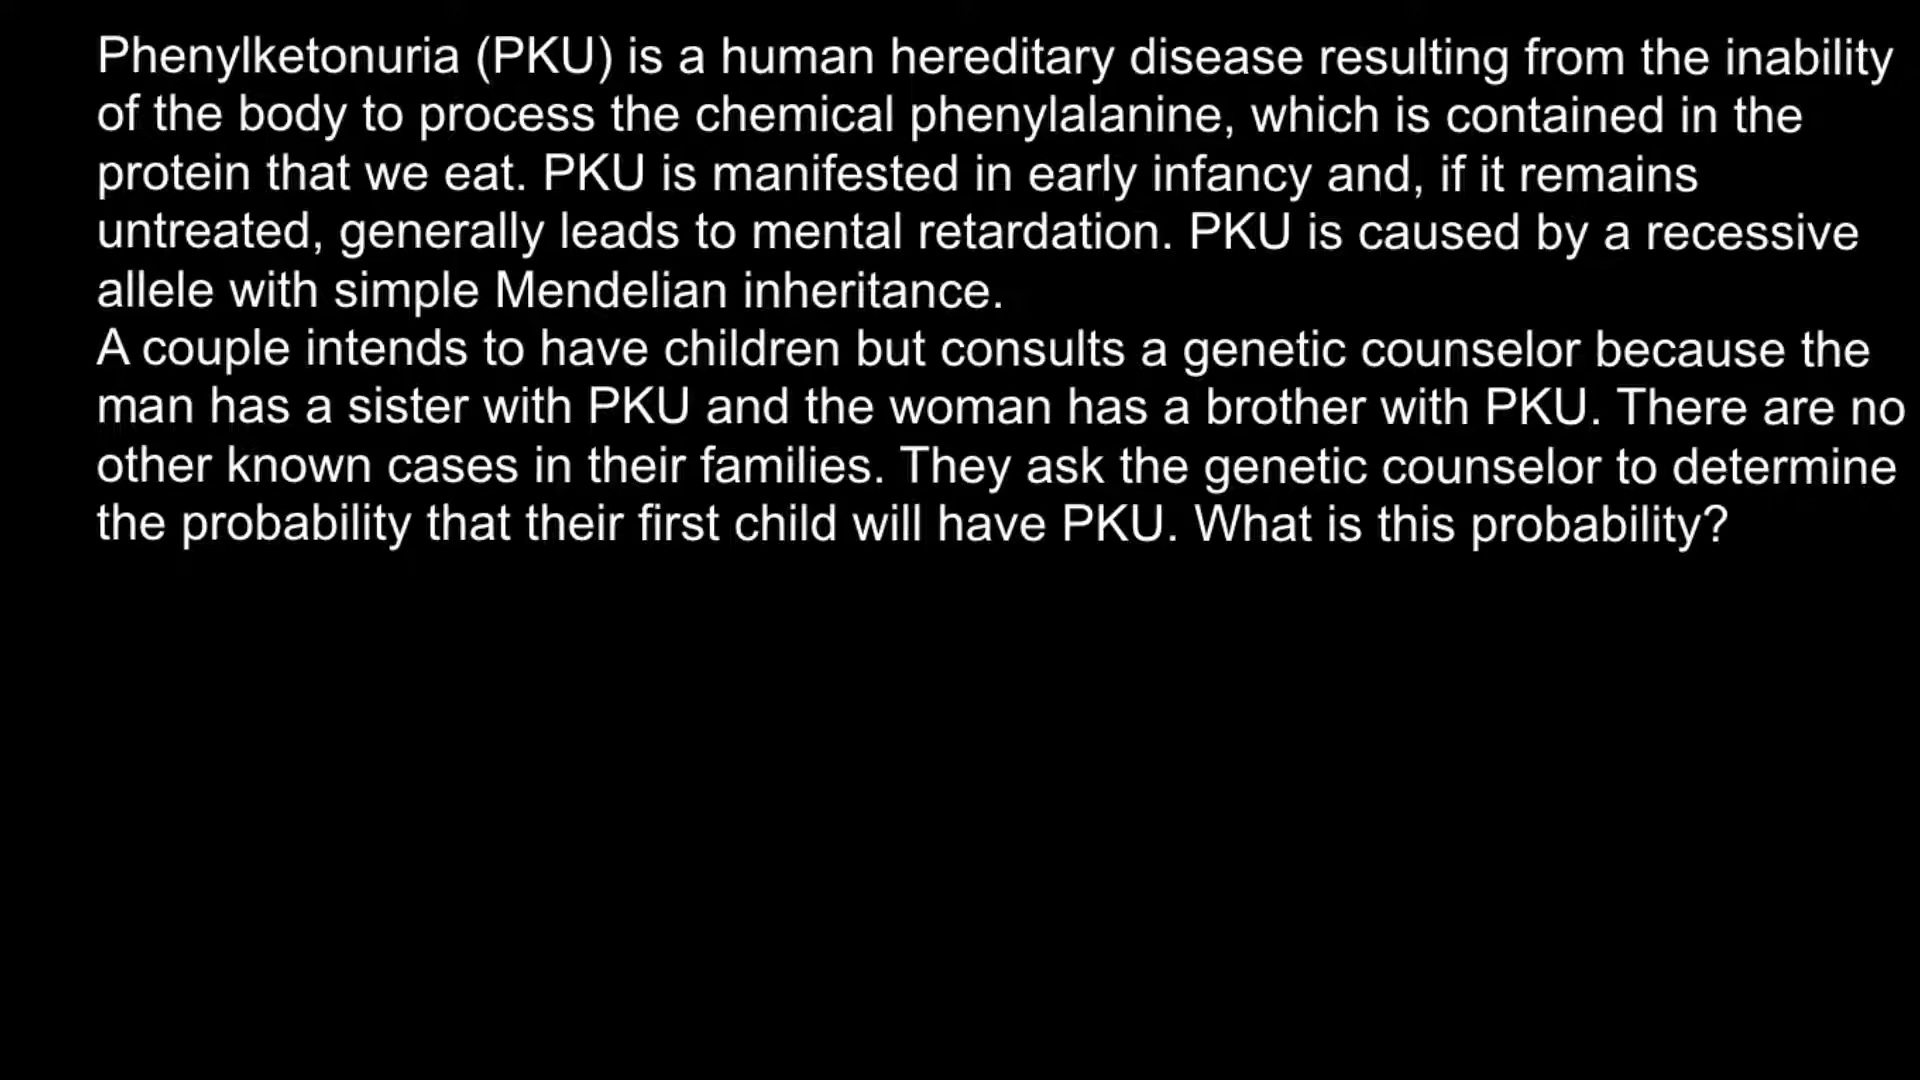 Phenylketonuria (PKU) is a human hereditary disease resulting from the inability
of the body to process the chemical phenylalanine, which is contained in the
protein that we eat. PKU is manifested in early infancy and, if it remains
untreated, generally leads to mental retardation. PKU is caused by a recessive
allele with simple Mendelian inheritance.
A couple intends to have children but consults a genetic counselor because the
man has a sister with PKU and the woman has a brother with PKU. There are no
other known cases in their families. They ask the genetic counselor to determine
the probability that their first child will have PKU. What is this probability?